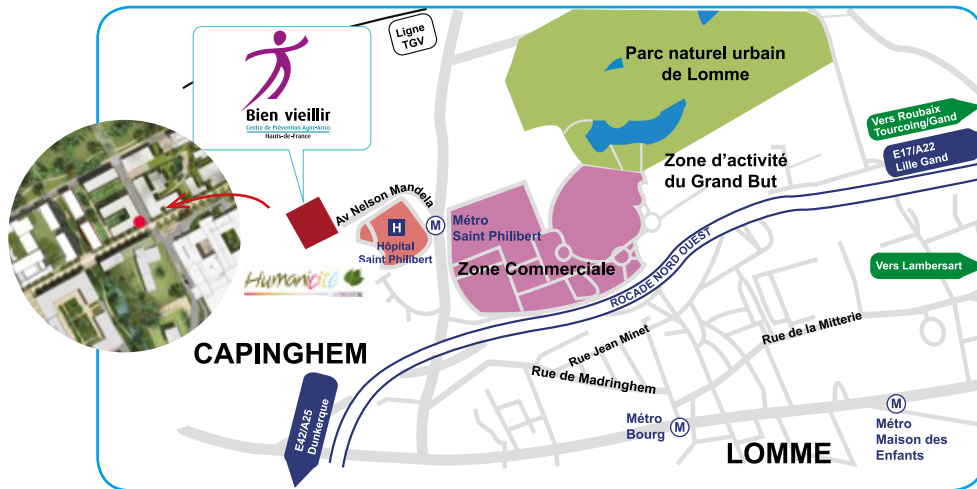 Ligne
TGV
Bien vieillir
Centre de Prévention Agirc-Arrco
Hauts-de-France
Parc naturel urbain
de Lomme
Vers Roubaix
Tourcoing/Gand
E17/A22
Lille Gand
Zone d'activité
du Grand But
Av Nelson Mandela
H
Hôpital
Saint Philibert
M
Métro
Saint Philibert
Zone Commerciale
Humanicité
ROCADE NORD OUEST
Vers Lambersart
CAPINGHEM
Rue Jean Minet
Rue de la Mitterie
Rue de Madringhem
E42/A25
Dunkerque
Métro
Bourg
M
M
Métro
Maison des
Enfants
LOMME